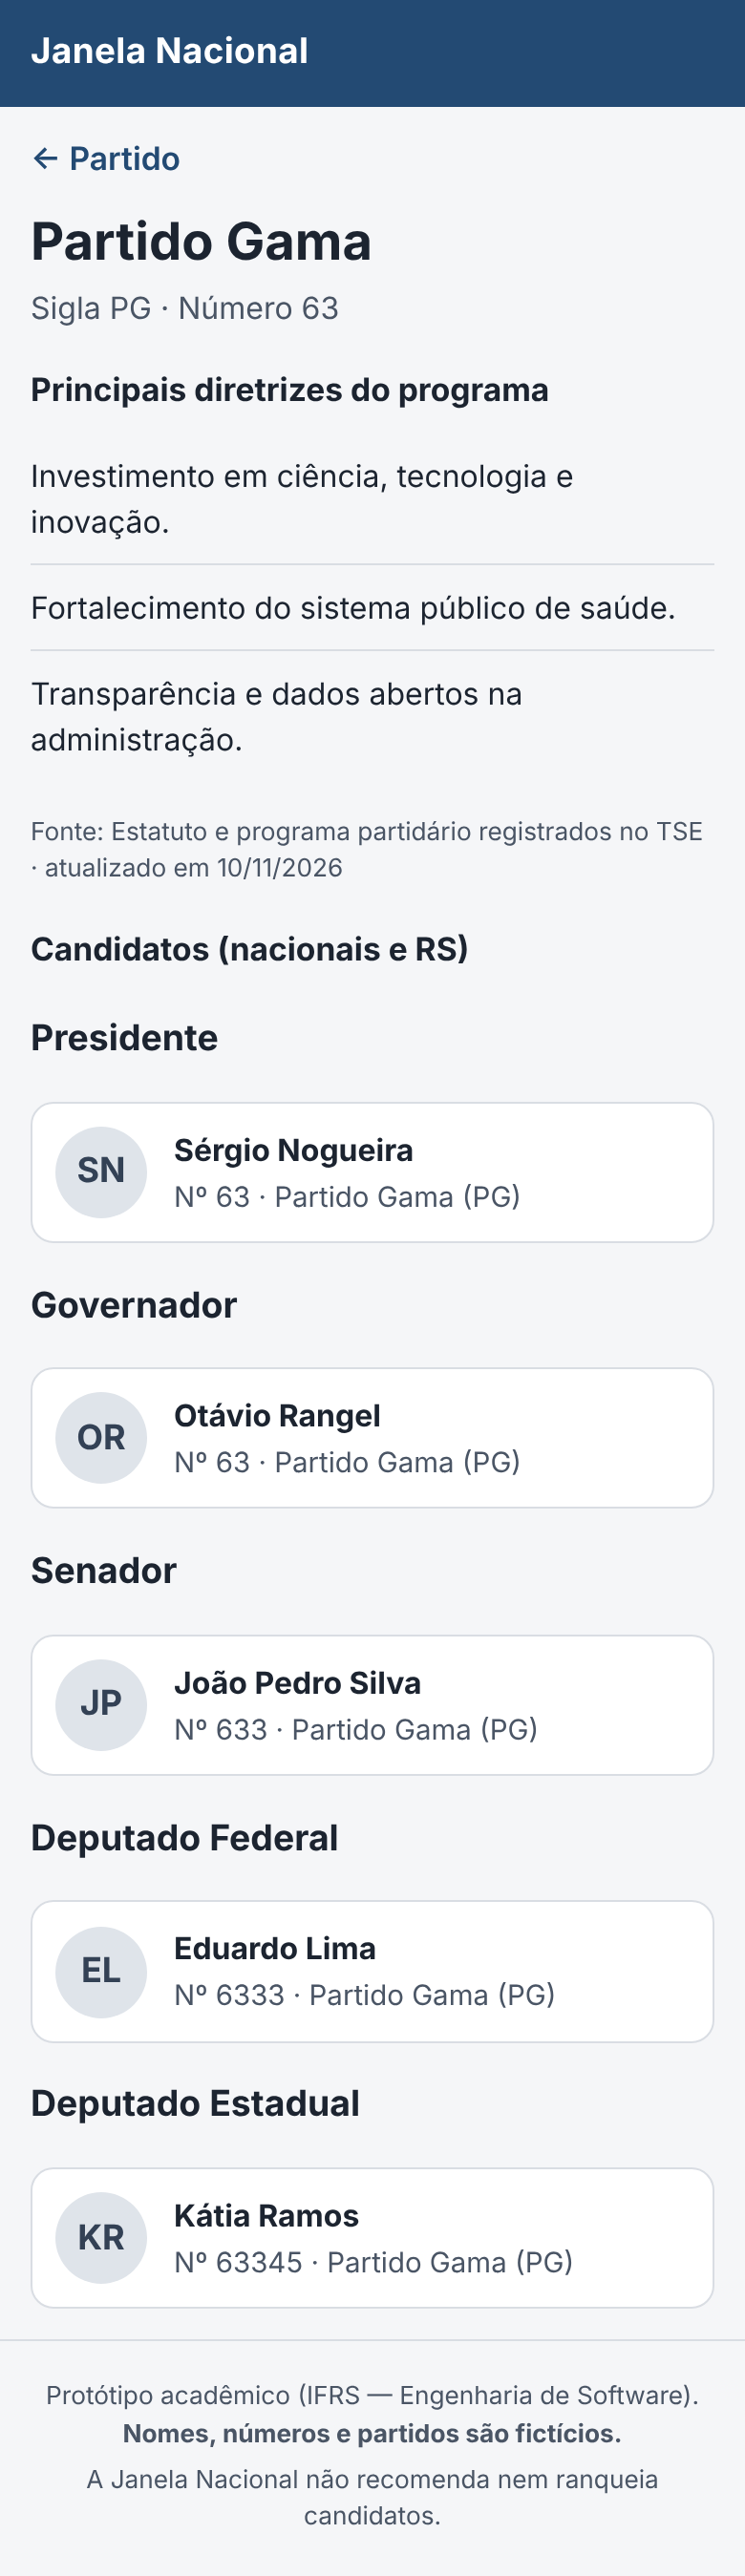 Janela Nacional
← Partido
Partido Gama
Sigla PG · Número 63
Principais diretrizes do programa
Investimento em ciência, tecnologia e
inovação.
Fortalecimento do sistema público de saúde.
Transparência e dados abertos na
administração.
Fonte: Estatuto e programa partidário registrados no TSE
· atualizado em 10/11/2026
Candidatos (nacionais e RS)
Presidente
SN
Sérgio Nogueira
Nº 63 · Partido Gama (PG)
Governador
OR
Otávio Rangel
Nº 63 · Partido Gama (PG)
Senador
JP
João Pedro Silva
Nº 633 · Partido Gama (PG)
Deputado Federal
EL
Eduardo Lima
Nº 6333 · Partido Gama (PG)
Deputado Estadual
KR
Kátia Ramos
Nº 63345 · Partido Gama (PG)
Protótipo acadêmico (IFRS — Engenharia de Software).
Nomes, números e partidos são fictícios.
A Janela Nacional não recomenda nem ranqueia
candidatos.